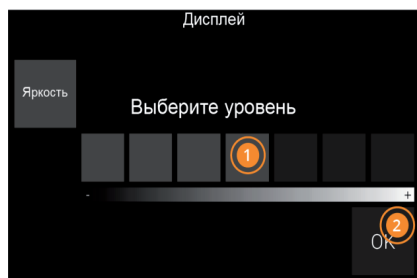 Дисплей
Яркость
Выберите уровень
1
- +
2
OK